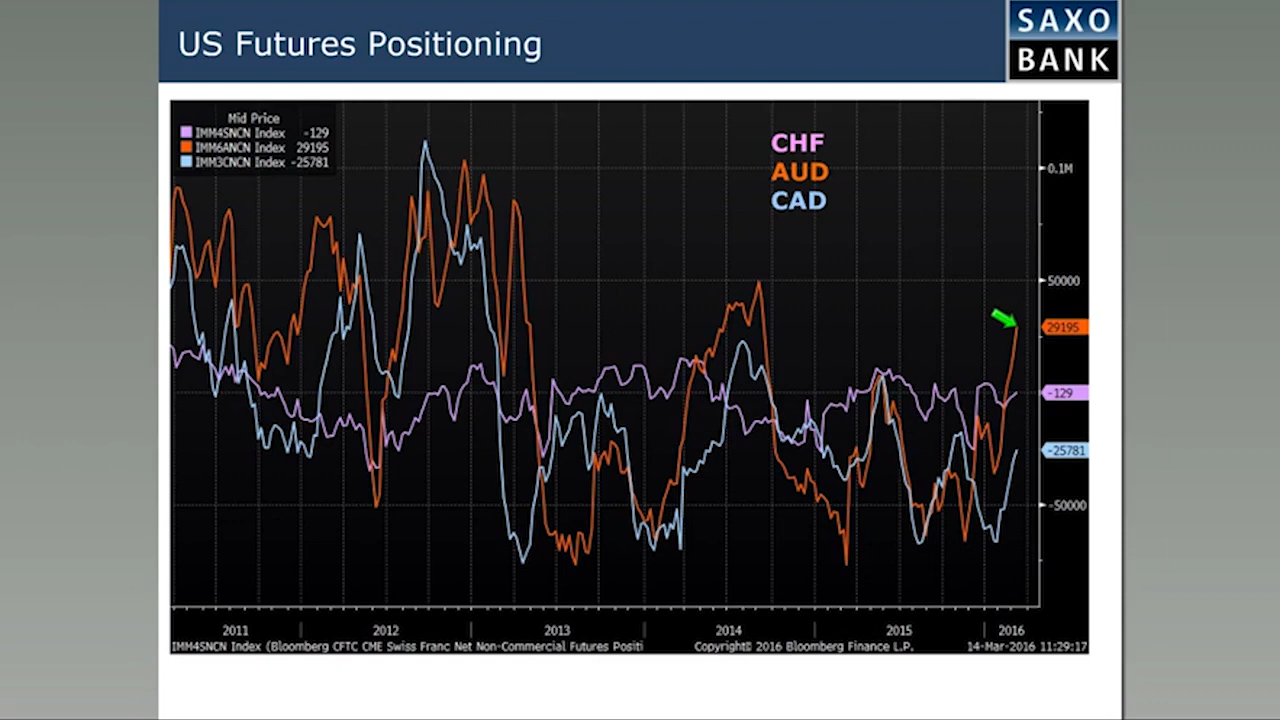 US Futures Positioning
SAXO
BANK
Mid Price
IMM4SNCN Index -129
IMM6ANCN Index 29195
IMM3CNCN Index -25781
CHF
AUD
CAD
0.1M
50000
29195
-129
-25781
-50000
2011 2012 2013 2014 2015 2016
IMM4SNCN Index (Bloomberg CFTC CME Swiss Franc Net Non-Commercial Futures Positi Copyright© 2016 Bloomberg Finance L.P. 14-Mar-2016 11:29:17